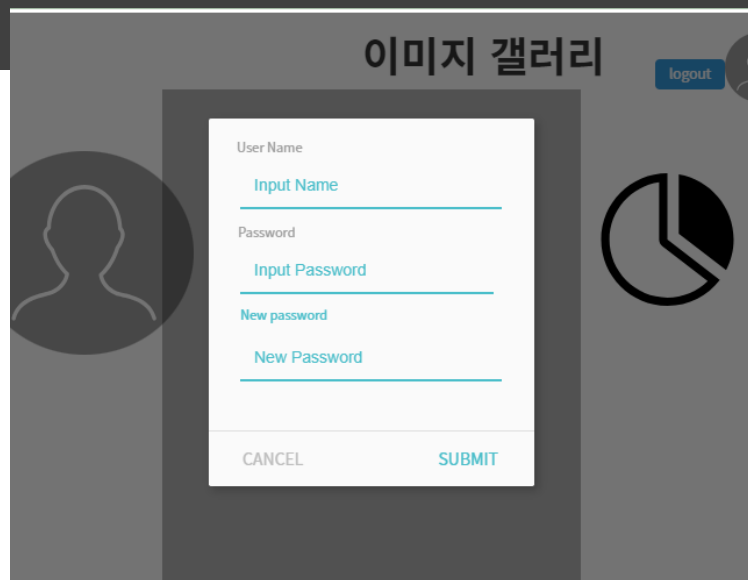 이미지 갤러리
logout
User Name
Input Name
Password
Input Password
New password
New Password
CANCEL
SUBMIT